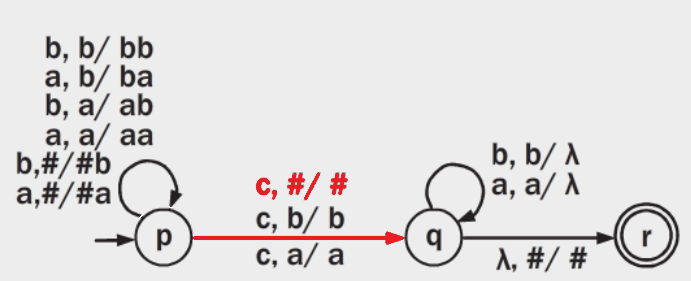 b, b/ bb
a, b/ ba
b, a/ ab
a, a/ aa
b,#/#b
a,#/#a
c, #/ #
c, b/ b
c, a/ a
b, b/ λ
a, a/ λ
λ, #/ #
p
q
r